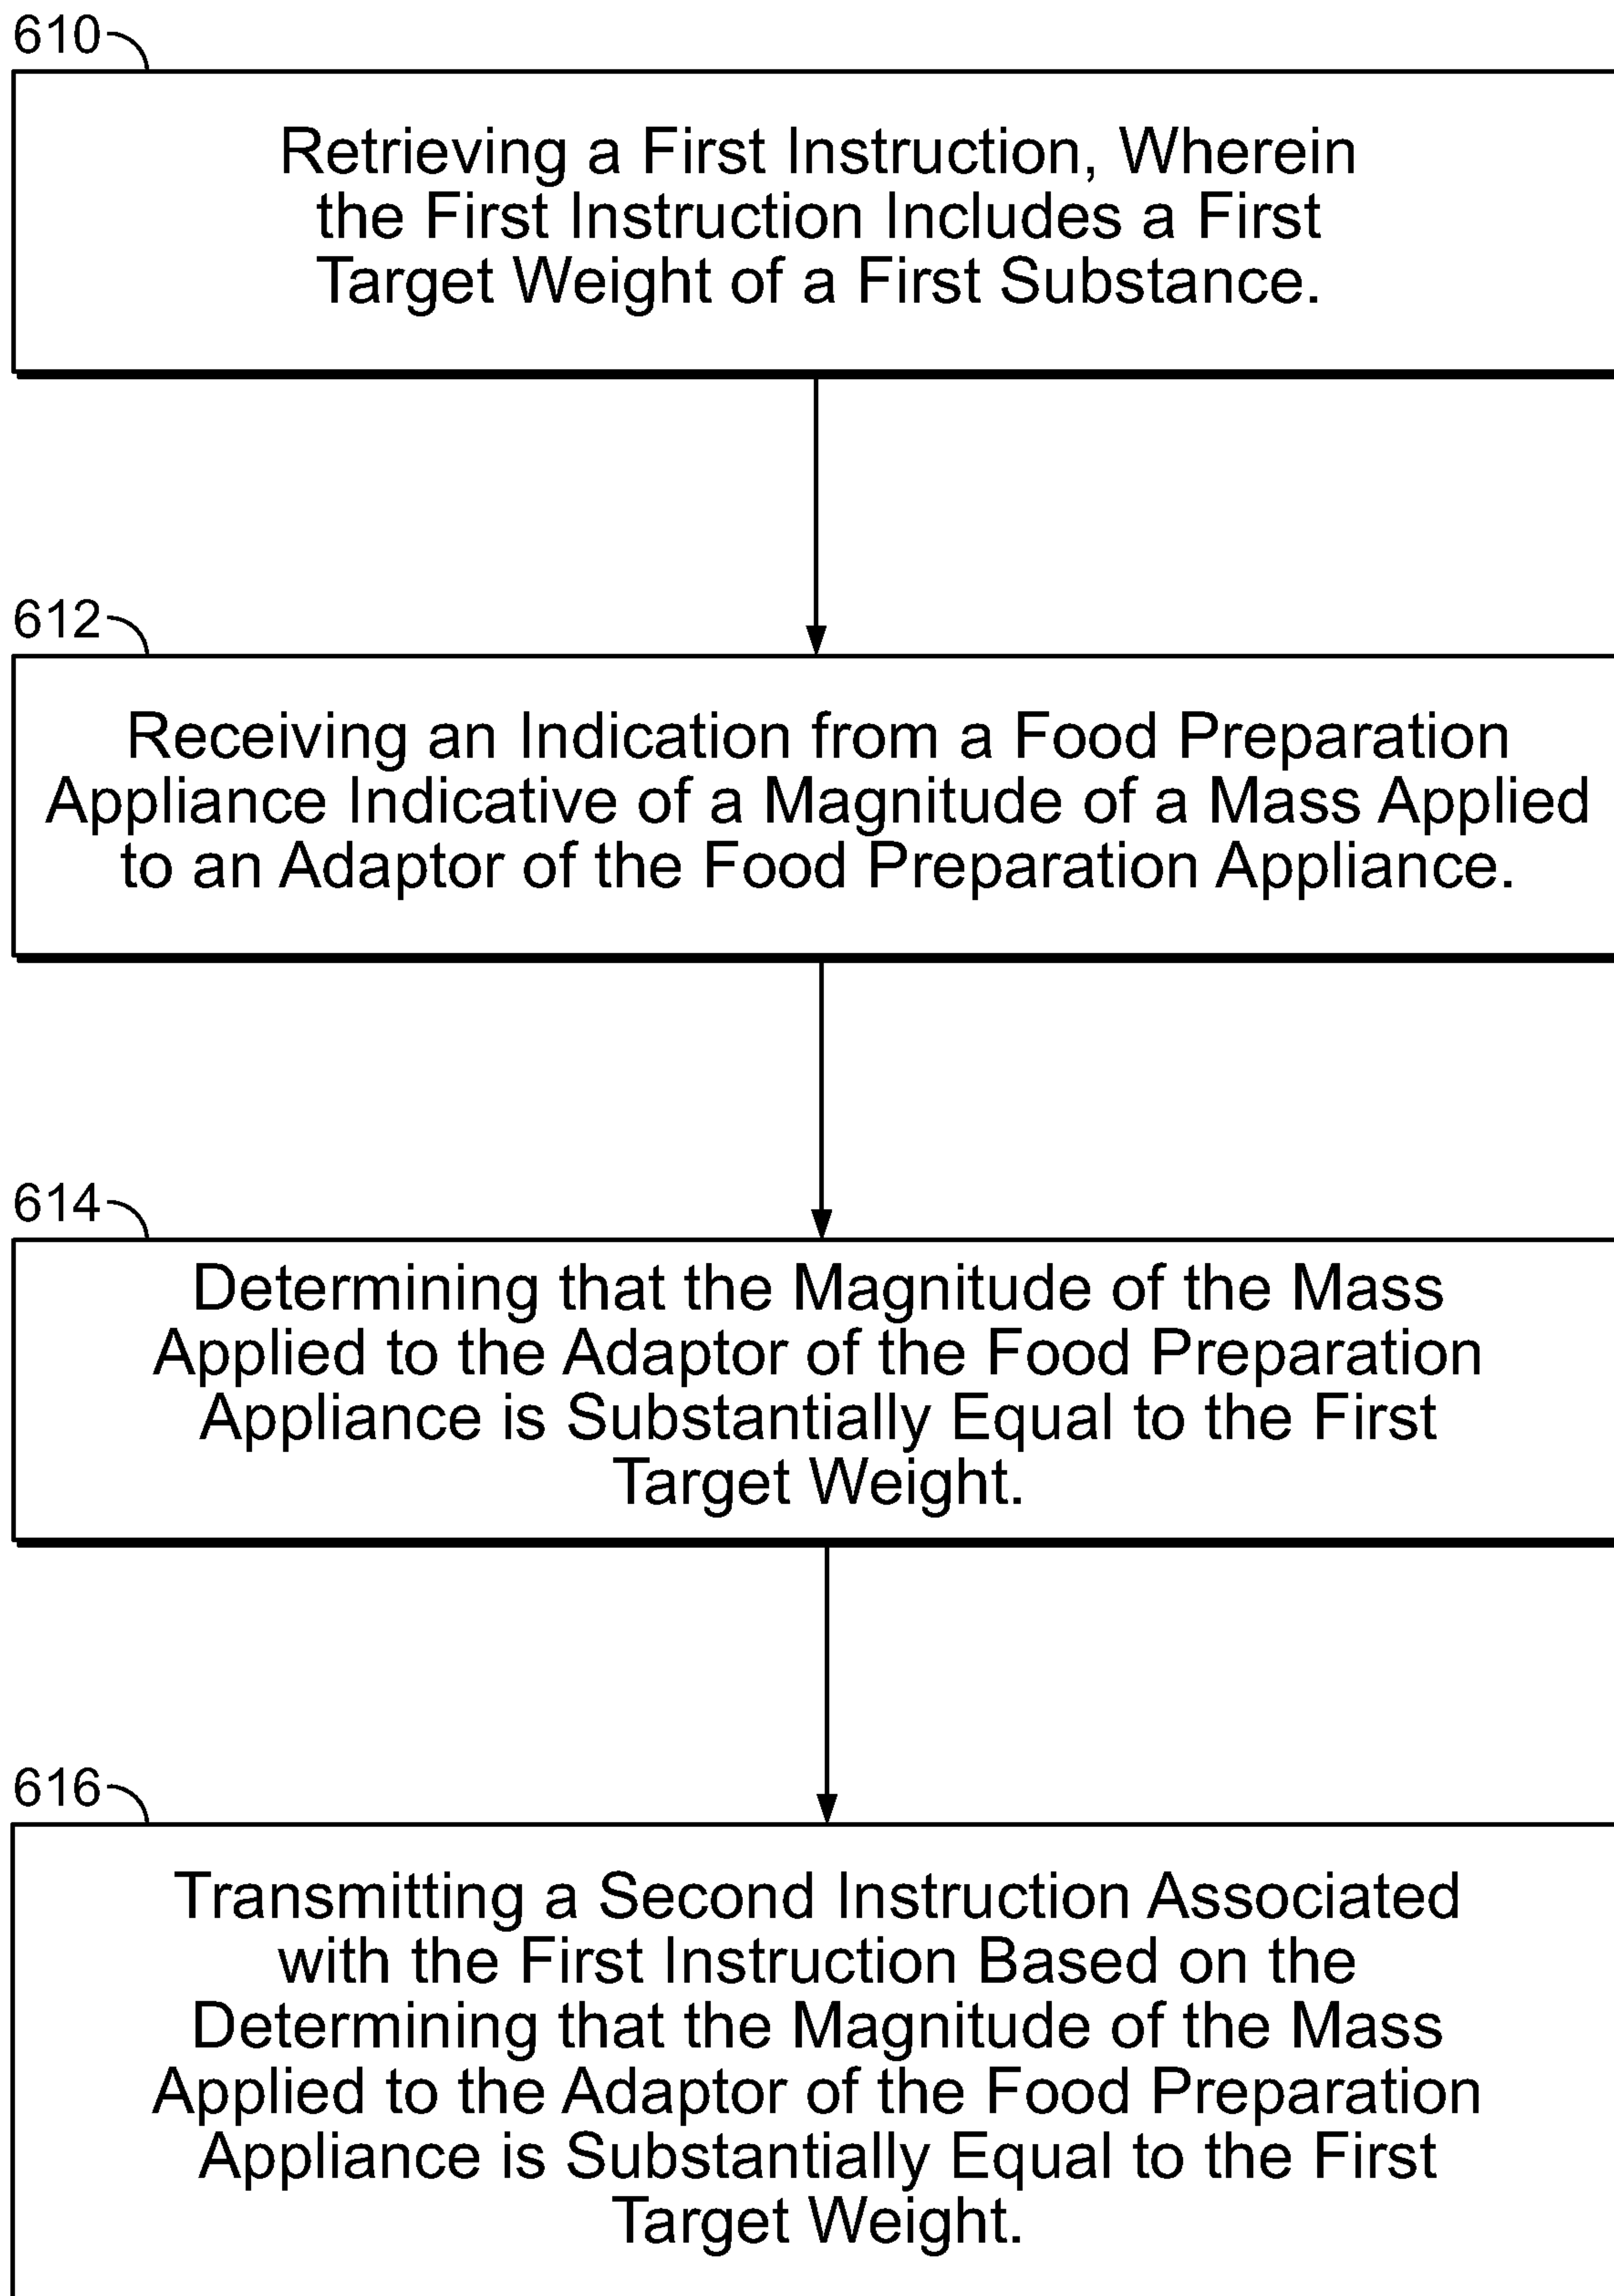 610
Retrieving a First Instruction, Wherein
the First Instruction Includes a First
Target Weight of a First Substance.
612
Receiving an Indication from a Food Preparation
Appliance Indicative of a Magnitude of a Mass Applied
to an Adaptor of the Food Preparation Appliance.
614
Determining that the Magnitude of the Mass
Applied to the Adaptor of the Food Preparation
Appliance is Substantially Equal to the First
Target Weight.
616
Transmitting a Second Instruction Associated
with the First Instruction Based on the
Determining that the Magnitude of the Mass
Applied to the Adaptor of the Food Preparation
Appliance is Substantially Equal to the First
Target Weight.